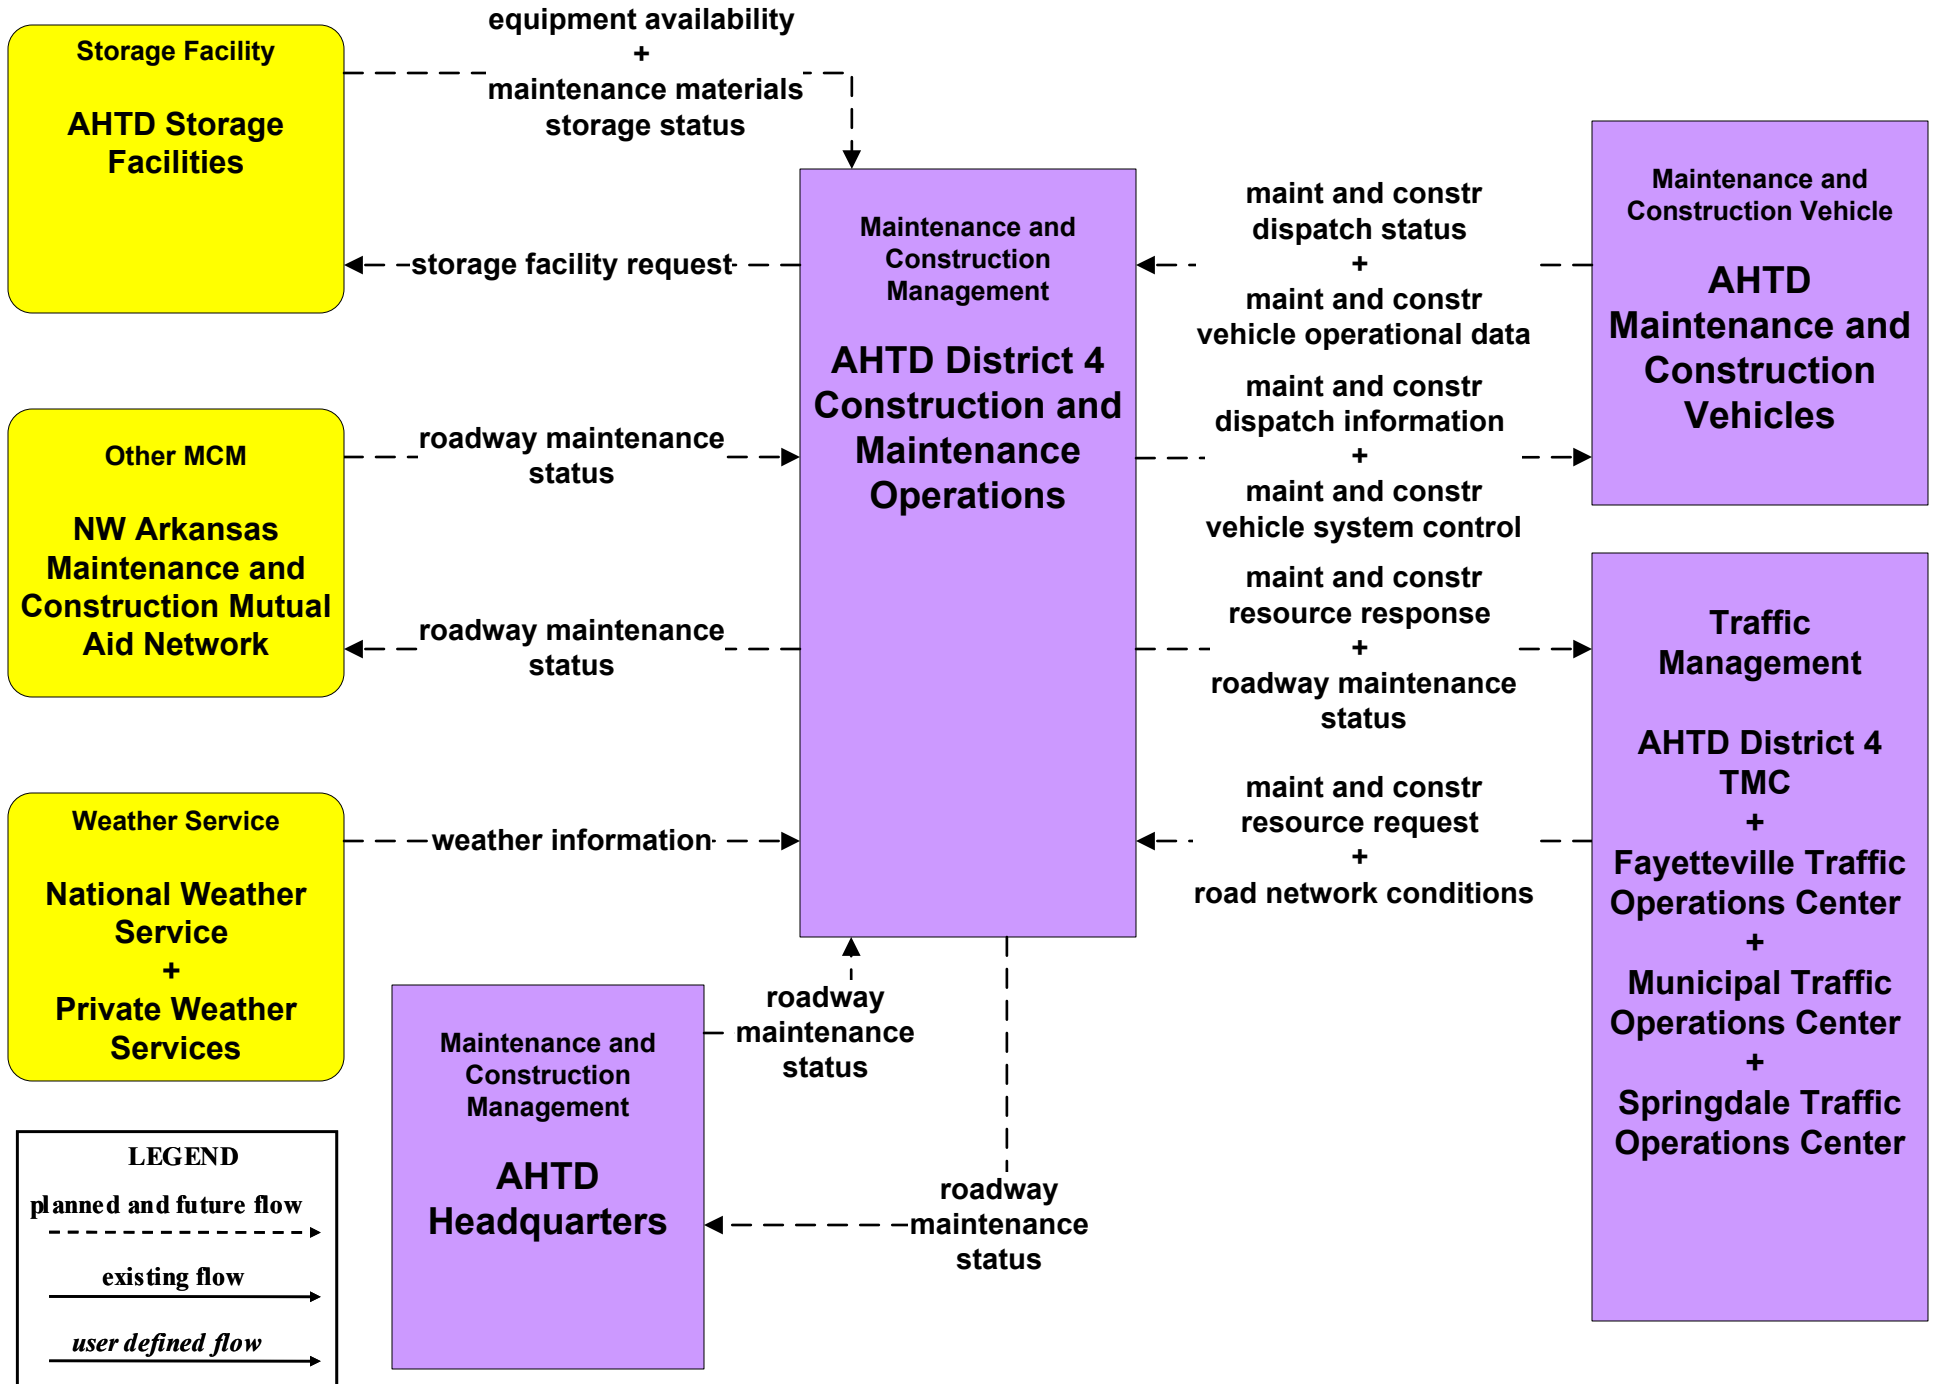 Storage Facility
AHTD Storage
Facilities
equipment availability
+
maintenance materials
storage status
storage facility request
Other MCM
NW Arkansas
Maintenance and
Construction Mutual
Aid Network
roadway maintenance
status
roadway maintenance
status
Weather Service
National Weather
Service
+
Private Weather
Services
weather information
Maintenance and
Construction
Management
AHTD District 4
Construction and
Maintenance
Operations
maint and constr
dispatch status
+
maint and constr
vehicle operational data
maint and constr
dispatch information
+
maint and constr
vehicle system control
maint and constr
resource response
+
roadway maintenance
status
maint and constr
resource request
+
road network conditions
Maintenance and
Construction Vehicle
AHTD
Maintenance and
Construction
Vehicles
Traffic
Management
AHTD District 4
TMC
+
Fayetteville Traffic
Operations Center
+
Municipal Traffic
Operations Center
+
Springdale Traffic
Operations Center
Maintenance and
Construction
Management
AHTD
Headquarters
roadway
maintenance
status
roadway
maintenance
status
LEGEND
planned and future flow
existing flow
user defined flow